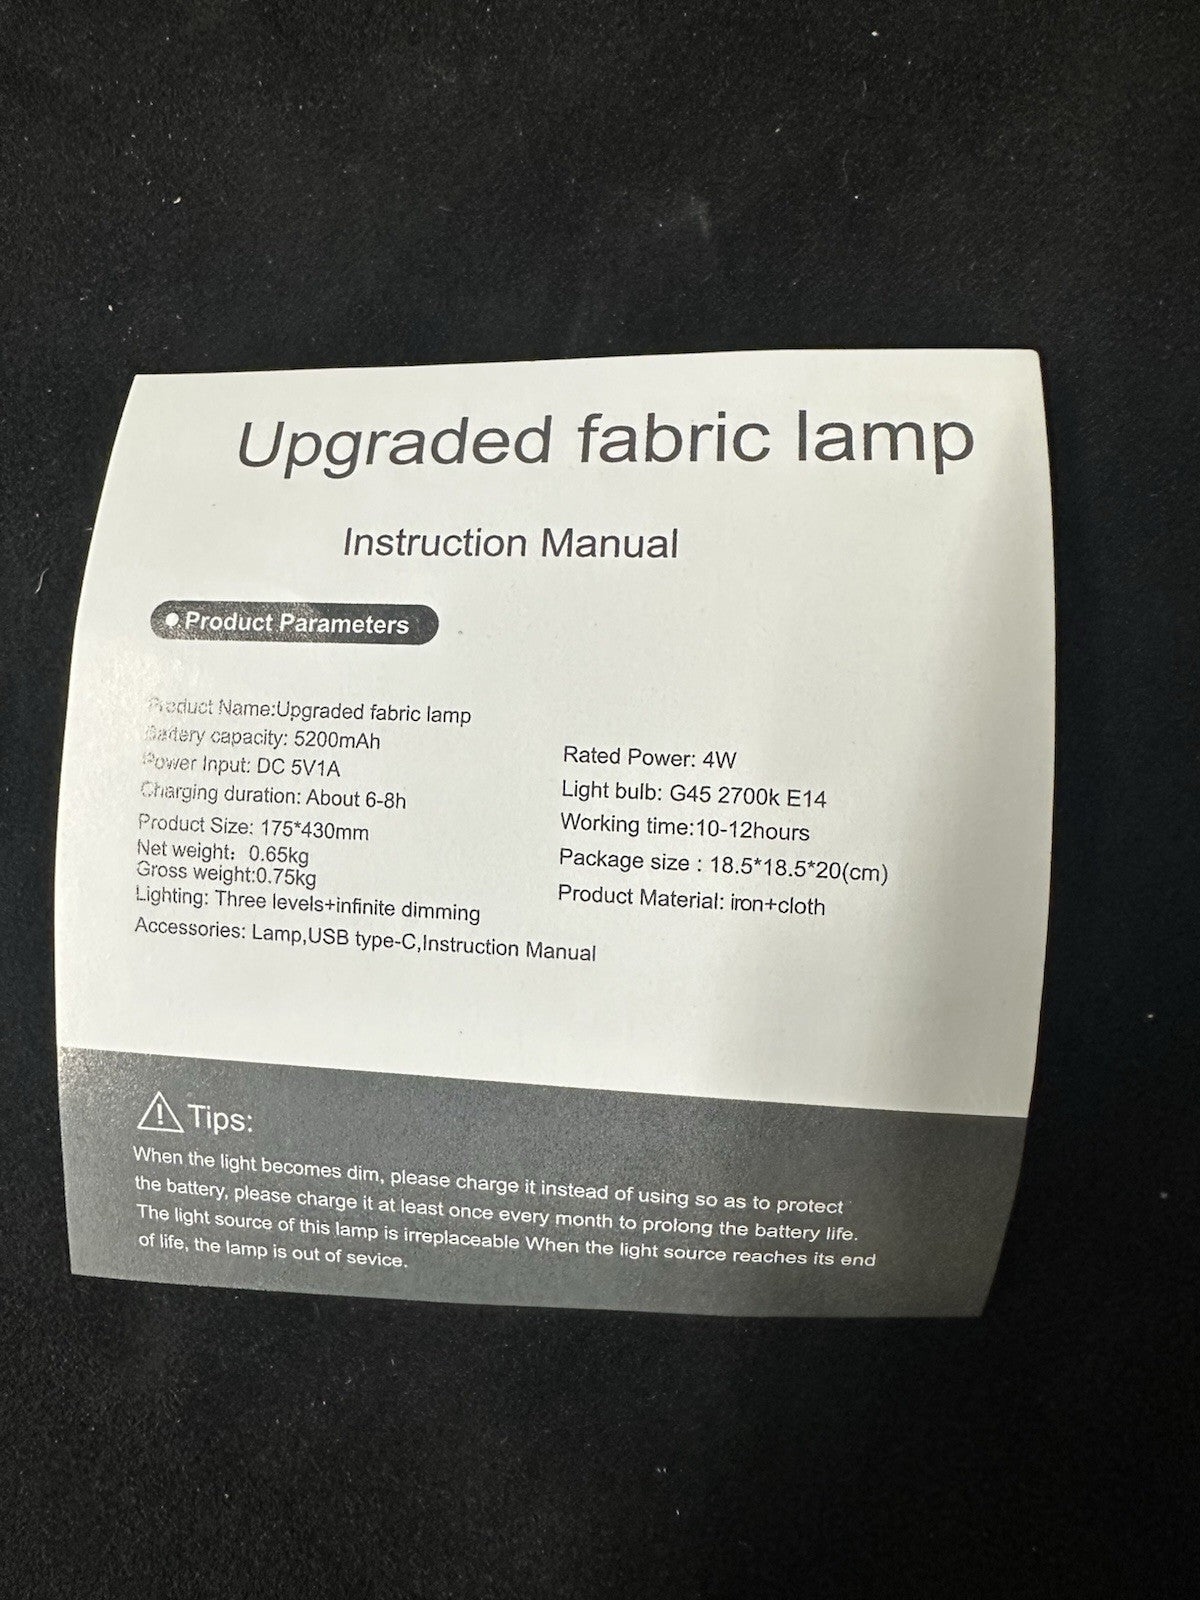 Upgraded fabric lamp
Instruction Manual
Product Parameters
Product Name:Upgraded fabric lamp
Battery capacity: 5200mAh
Power Input: DC 5V1A
Charging duration: About 6-8h
Product Size: 175*430mm
Net weight：0.65kg
Gross weight:0.75kg
Lighting: Three levels+infinite dimming
Accessories: Lamp,USB type-C,Instruction Manual
Rated Power: 4W
Light bulb: G45 2700k E14
Working time:10-12hours
Package size : 18.5*18.5*20(cm)
Product Material: iron+cloth
Tips:
When the light becomes dim, please charge it instead of using so as to protect
the battery, please charge it at least once every month to prolong the battery life.
The light source of this lamp is irreplaceable When the light source reaches its end
of life, the lamp is out of sevice.